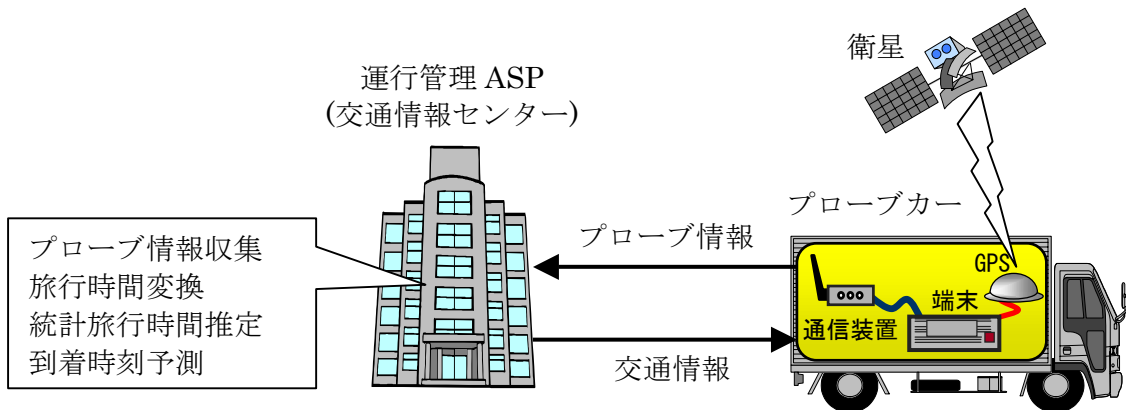 衛星
運行管理 ASP
(交通情報センター)
プローブカー
プローブ情報
プローブ情報収集
旅行時間変換
統計旅行時間推定
到着時刻予測
GPS
端末
通信装置
交通情報